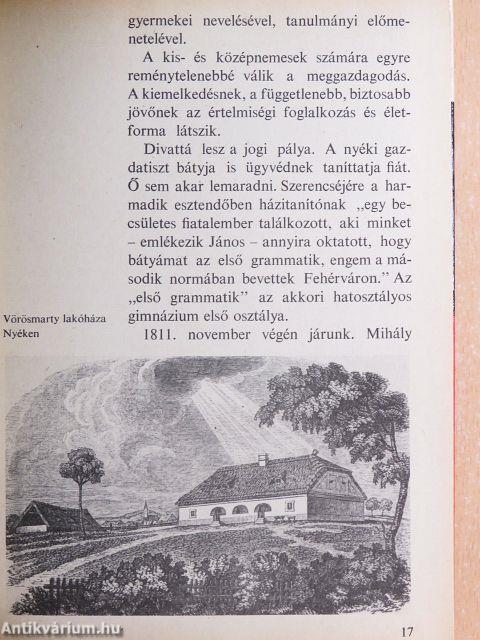 gyermekei nevelésével, tanulmányi előme-
netelével.
A kis- és középnemesek számára egyre
reménytelenebbé válik a meggazdagodás.
A kiemelkedésnek, a függetlenebb, biztosabb
jövőnek az értelmiségi foglalkozás és élet-
forma látszik.
Divattá lesz a jogi pálya. A nyéki gaz-
datiszt bátyja is ügyvédnek taníttatja fiát.
Ő sem akar lemaradni. Szerencséjére a har-
madik esztendőben házitanítónak „egy be-
csületes fiatalember találkozott, aki minket
– emlékezik János – annyira oktatott, hogy
bátyámat az első grammatik, engem a má-
sodik normában bevettek Fehérváron.” Az
„első grammatik” az akkori hatosztályos
gimnázium első osztálya.
1811. november végén járunk. Mihály
Vörösmarty lakóháza
Nyéken
17
Antikvárium.hu